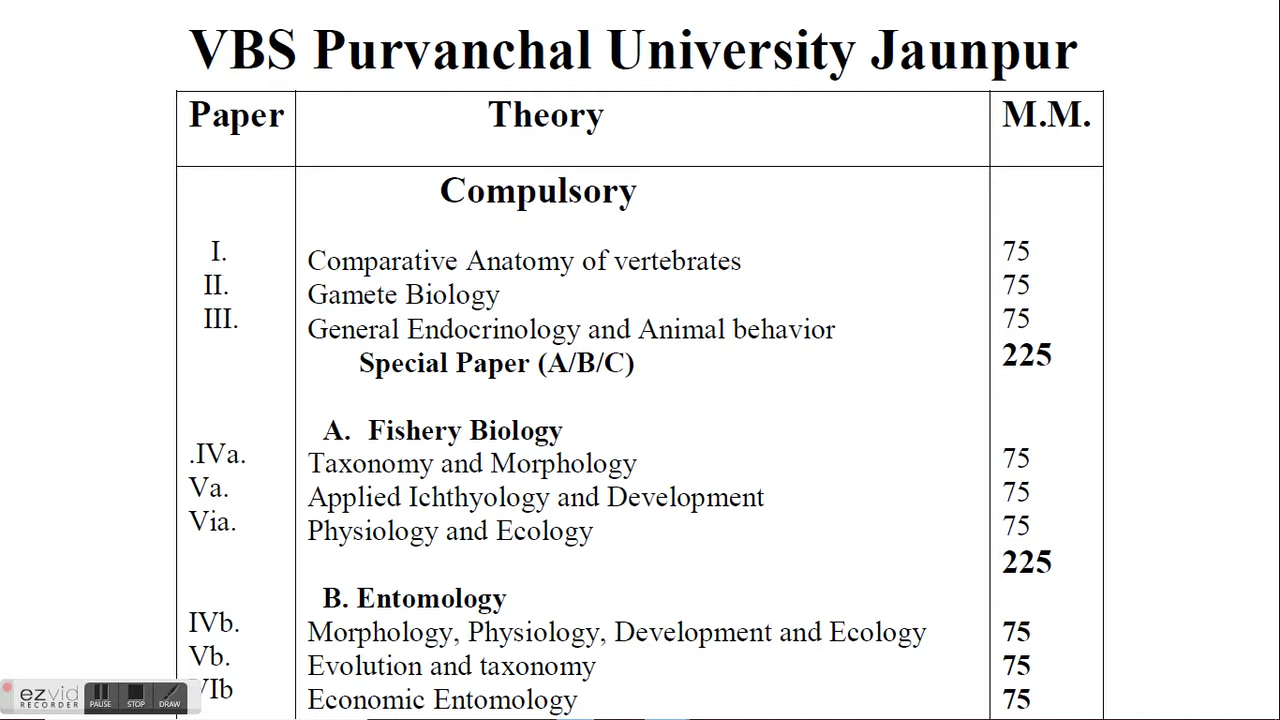 VBS Purvanchal University Jaunpur
Paper Theory M.M.
Compulsory
I. Comparative Anatomy of vertebrates 75
II. Gamete Biology 75
III. General Endocrinology and Animal behavior 75
Special Paper (A/B/C) 225
A. Fishery Biology
.IVa. Taxonomy and Morphology 75
Va. Applied Ichthyology and Development 75
Via. Physiology and Ecology 75
225
B. Entomology
IVb. Morphology, Physiology, Development and Ecology 75
Vb. Evolution and taxonomy 75
VIb Economic Entomology 75
ezvid
RECORDER
PAUSE STOP DRAW